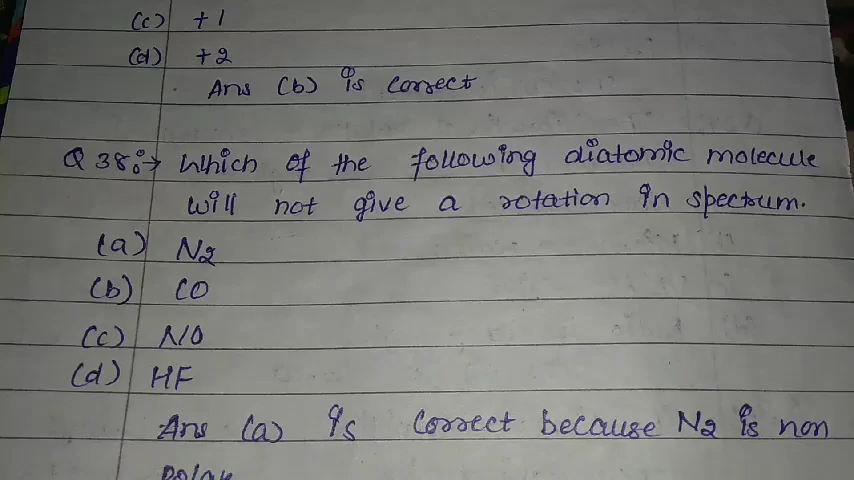 (c) +1
(d) +2
Ans (b) is correct
Q 38:→ Which of the following diatomic molecule
will not give a rotation in spectrum.
(a) N2
(b) CO
(c) NO
(d) HF
Ans (a) is correct because N2 is non
polar